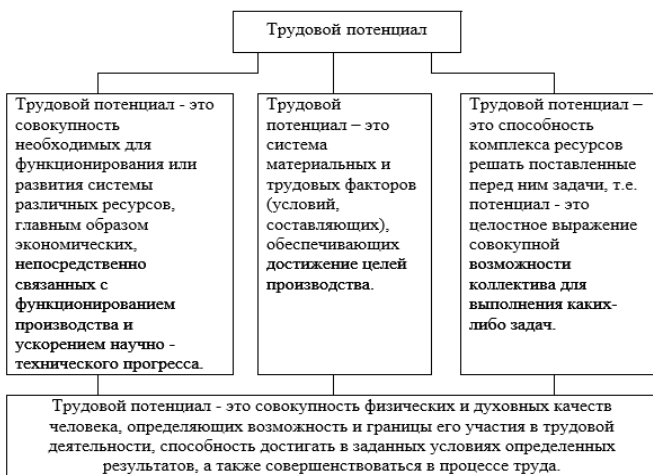 Трудовой потенциал
Трудовой потенциал - это
совокупность
необходимых для
функционирования или
развития системы
различных ресурсов,
главным образом
экономических,
непосредственно
связанных с
функционированием
производства и
ускорением научно -
технического прогресса.
Трудовой
потенциал – это
система
материальных и
трудовых факторов
(условий,
составляющих),
обеспечивающих
достижение целей
производства.
Трудовой потенциал –
это способность
комплекса ресурсов
решать поставленные
перед ним задачи, т.е.
потенциал - это
целостное выражение
совокупной
возможности
коллектива для
выполнения каких-
либо задач.
Трудовой потенциал - это совокупность физических и духовных качеств
человека, определяющих возможность и границы его участия в трудовой
деятельности, способность достигать в заданных условиях определенных
результатов, а также совершенствоваться в процессе труда.